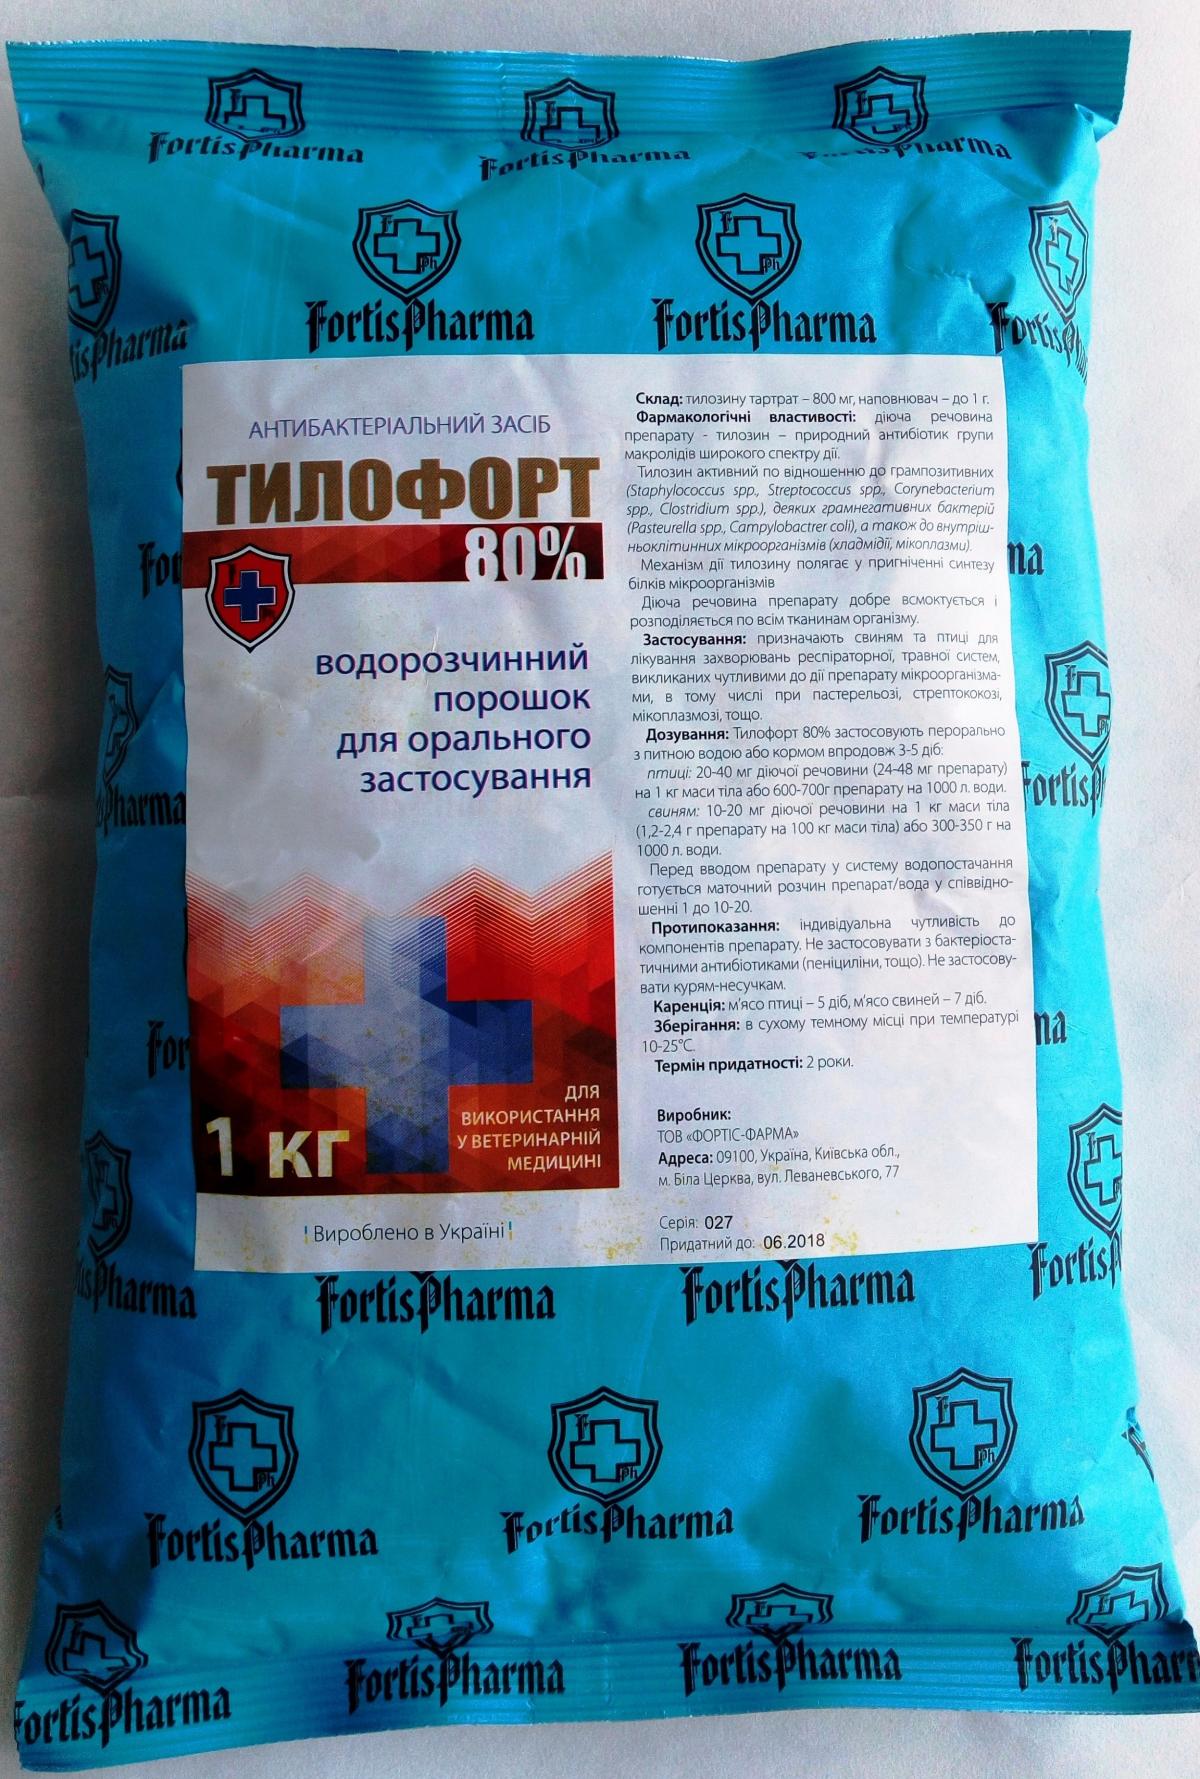 FortisPharma
FortisPharma
FortisPharma
FortisPharma
FortisPharma
АНТИБАКТЕРІАЛЬНИЙ ЗАСІБ
ТИЛОФОРТ
80%
водорозчинний
порошок
для орального
застосування
1 кг
ДЛЯ
ВИКОРИСТАННЯ
У ВЕТЕРИНАРНІЙ
МЕДИЦИНІ
Вироблено в Україні
Склад: тилозину тартрат – 800 мг, наповнювач – до 1 г.
Фармакологічні властивості: діюча речовина
препарату - тилозин – природний антибіотик групи
макролідів широкого спектру дії.
Тилозин активний по відношенню до грампозитивних
(Staphylococcus spp., Streptococcus spp., Corynebacterium
spp., Clostridium spp.), деяких грамнегативних бактерій
(Pasteurella spp., Campylobactrer coli), а також до внутріш-
ньоклітинних мікроорганізмів (хладмідії, мікоплазми).
Механізм дії тилозину полягає у пригніченні синтезу
білків мікроорганізмів
Діюча речовина препарату добре всмоктується і
розподіляється по всім тканинам організму.
Застосування: призначають свиням та птиці для
лікування захворювань респіраторної, травної систем,
викликаних чутливими до дії препарату мікроорганізма-
ми, в тому числі при пастерельозі, стрептококозі,
мікоплазмозі, тощо.
Дозування: Тилофорт 80% застосовують перорально
з питною водою або кормом впродовж 3-5 діб:
птиці: 20-40 мг діючої речовини (24-48 мг препарату)
на 1 кг маси тіла або 600-700г препарату на 1000 л. води.
свиням: 10-20 мг діючої речовини на 1 кг маси тіла
(1,2-2,4 г препарату на 100 кг маси тіла) або 300-350 г на
1000 л. води.
Перед вводом препарату у систему водопостачання
готується маточний розчин препарат/вода у співвідно-
шенні 1 до 10-20.
Протипоказання: індивідуальна чутливість до
компонентів препарату. Не застосовувати з бактеріоста-
тичними антибіотиками (пеніциліни, тощо). Не застосову-
вати курям-несучкам.
Каренція: м'ясо птиці – 5 діб, м'ясо свиней – 7 діб.
Зберігання: в сухому темному місці при температурі
10-25°С.
Термін придатності: 2 роки.
Виробник:
ТОВ «ФОРТІС-ФАРМА»
Адреса: 09100, Україна, Київська обл.,
м. Біла Церква, вул. Леваневського, 77
Серія: 027
Придатний до: 06.2018
FortisPharma
FortisPharma
FortisPharma
FortisPharma
FortisPharma
FortisPharma
FortisPharma